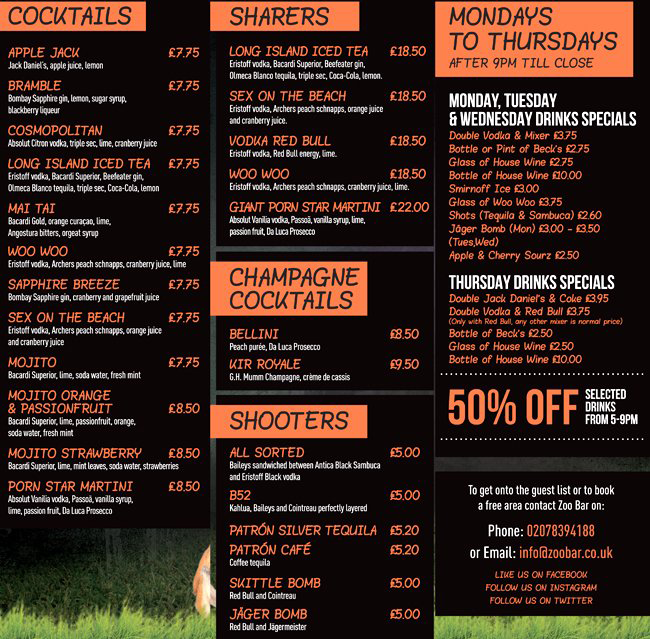 COCKTAILS
APPLE JACK £7.75
Jack Daniel's, apple juice, lemon
BRAMBLE £7.75
Bombay Sapphire gin, lemon, sugar syrup,
blackberry liqueur
COSMOPOLITAN £7.75
Absolut Citron vodka, triple sec, lime, cranberry juice
LONG ISLAND ICED TEA £7.75
Eristoff vodka, Bacardi Superior, Beefeater gin,
Olmeca Blanco tequila, triple sec, Coca-Cola, lemon
MAI TAI £7.75
Bacardi Gold, orange curaçao, lime,
Angostura bitters, orgeat syrup
WOO WOO £7.75
Eristoff vodka, Archers peach schnapps, cranberry juice, lime
SAPPHIRE BREEZE £7.75
Bombay Sapphire gin, cranberry and grapefruit juice
SEX ON THE BEACH £7.75
Eristoff vodka, Archers peach schnapps, orange juice
and cranberry juice
MOJITO £7.75
Bacardi Superior, lime, soda water, fresh mint
MOJITO ORANGE
& PASSIONFRUIT £8.50
Bacardi Superior, lime, passionfruit, orange,
soda water, fresh mint
MOJITO STRAWBERRY £8.50
Bacardi Superior, lime, mint leaves, soda water, strawberries
PORN STAR MARTINI £8.50
Absolut Vanilia vodka, Passoã, vanilla syrup,
lime, passion fruit, Da Luca Prosecco
SHARERS
LONG ISLAND ICED TEA £18.50
Eristoff vodka, Bacardi Superior, Beefeater gin,
Olmeca Blanco tequila, triple sec, Coca-Cola, lemon.
SEX ON THE BEACH £18.50
Eristoff vodka, Archers peach schnapps, orange juice
and cranberry juice.
VODKA RED BULL £18.50
Eristoff vodka, Red Bull energy, lime.
WOO WOO £18.50
Eristoff vodka, Archers peach schnapps, cranberry juice, lime.
GIANT PORN STAR MARTINI £22.00
Absolut Vanilia vodka, Passoã, vanilla syrup, lime,
passion fruit, Da Luca Prosecco
CHAMPAGNE
COCKTAILS
BELLINI £8.50
Peach purée, Da Luca Prosecco
KIR ROYALE £9.50
G.H. Mumm Champagne, crème de cassis
SHOOTERS
ALL SORTED £5.00
Baileys sandwiched between Antica Black Sambuca
and Eristoff Black vodka
B52 £5.00
Kahlua, Baileys and Cointreau perfectly layered
PATRÓN SILVER TEQUILA £5.20
PATRÓN CAFÉ £5.20
Coffee tequila
SKITTLE BOMB £5.00
Red Bull and Cointreau
JÄGER BOMB £5.00
Red Bull and Jägermeister
MONDAYS
TO THURSDAYS
AFTER 9PM TILL CLOSE
MONDAY, TUESDAY
& WEDNESDAY DRINKS SPECIALS
Double Vodka & Mixer £3.75
Bottle or Pint of Beck's £2.75
Glass of House Wine £2.75
Bottle of House Wine £10.00
Smirnoff Ice £3.00
Glass of Woo Woo £3.75
Shots (Tequila & Sambuca) £2.60
Jäger Bomb (Mon) £3.00 - £3.50
(Tues,Wed)
Apple & Cherry Sourz £2.50
THURSDAY DRINKS SPECIALS
Double Jack Daniel's & Coke £3.95
Double Vodka & Red Bull £3.75
(Only with Red Bull, any other mixer is normal price)
Bottle of Beck's £2.50
Glass of House Wine £2.50
Bottle of House Wine £10.00
50% OFF SELECTED
DRINKS
FROM 5-9PM
To get onto the guest list or to book
a free area contact Zoo Bar on:
Phone: 02078394188
or Email: info@zoobar.co.uk
LIKE US ON FACEBOOK
FOLLOW US ON INSTAGRAM
FOLLOW US ON TWITTER